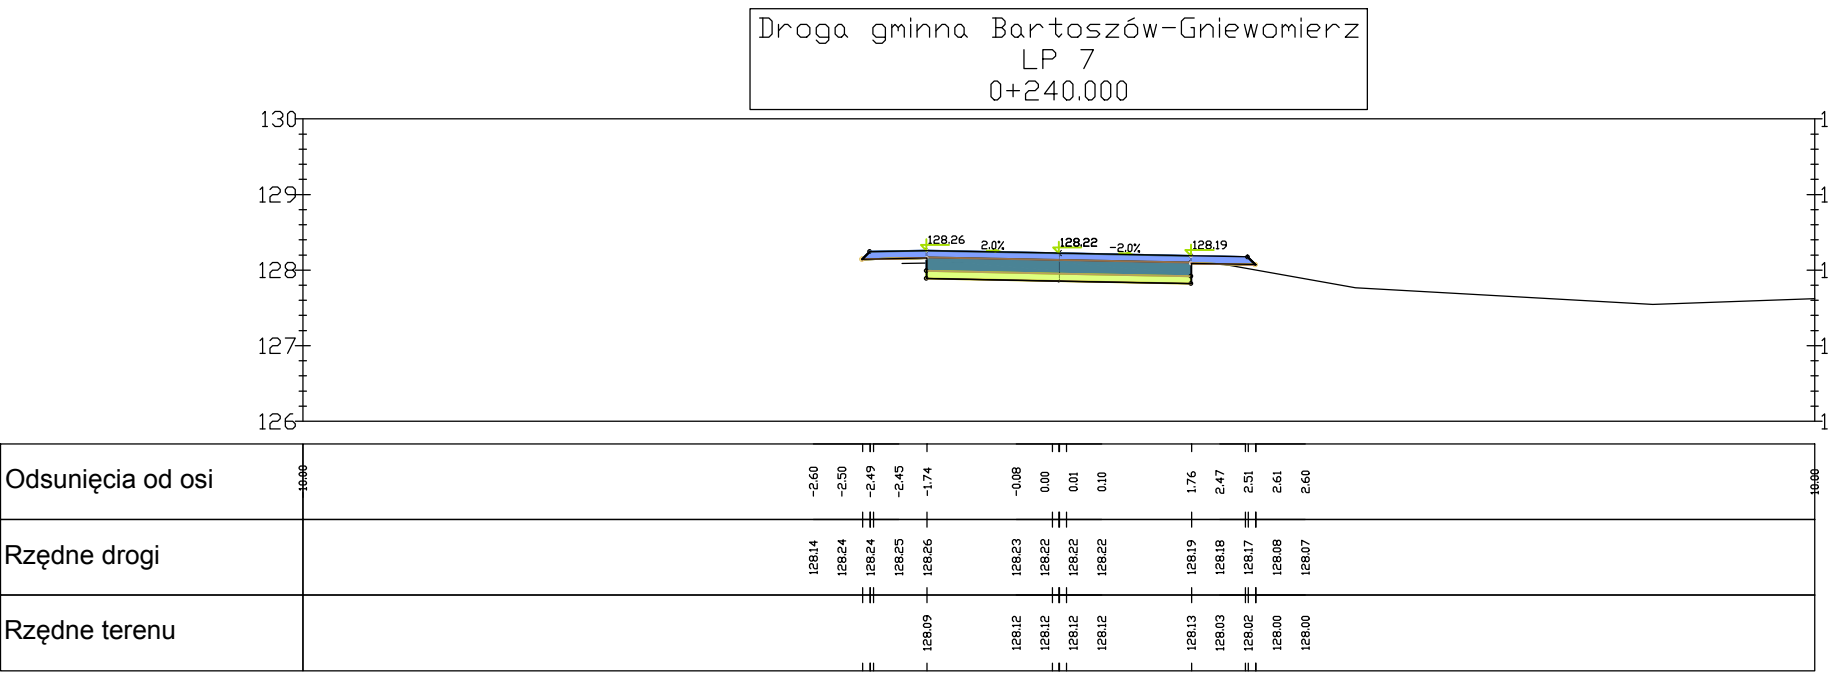 Droga gminna Bartoszów-Gniewomierz
LP 7
0+240.000
130
129
128
127
126
1
1
1
1
1
128.26
2.0%
128.22
-2.0%
128.19
Odsunięcia od osi
10.00 -2.60 -2.50 -2.49 -2.45 -1.74 -0.08 0.00 0.01 0.10 1.76 2.47 2.51 2.61 2.60 10.00
Rzędne drogi
128.14 128.24 128.24 128.25 128.26 128.23 128.22 128.22 128.22 128.19 128.18 128.17 128.08 128.07
Rzędne terenu
128.09 128.12 128.12 128.12 128.12 128.13 128.03 128.02 128.00 128.00